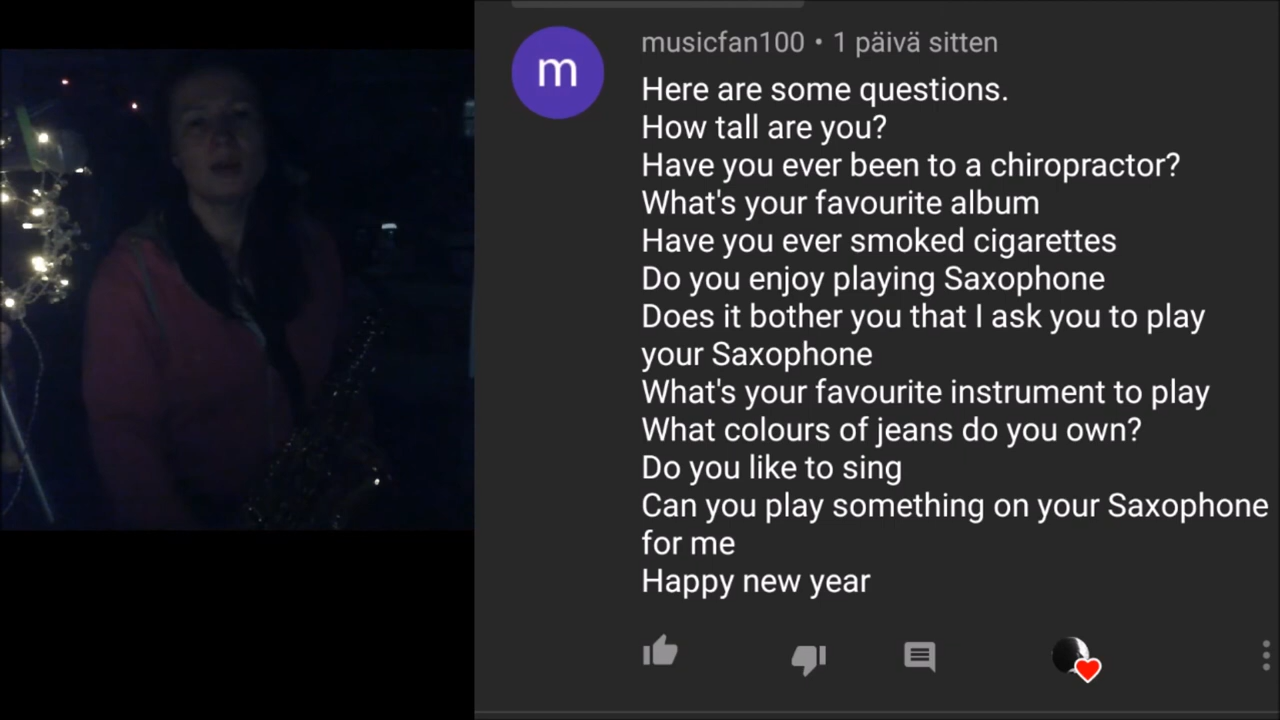 m
musicfan100 • 1 päivä sitten
Here are some questions.
How tall are you?
Have you ever been to a chiropractor?
What's your favourite album
Have you ever smoked cigarettes
Do you enjoy playing Saxophone
Does it bother you that I ask you to play
your Saxophone
What's your favourite instrument to play
What colours of jeans do you own?
Do you like to sing
Can you play something on your Saxophone
for me
Happy new year